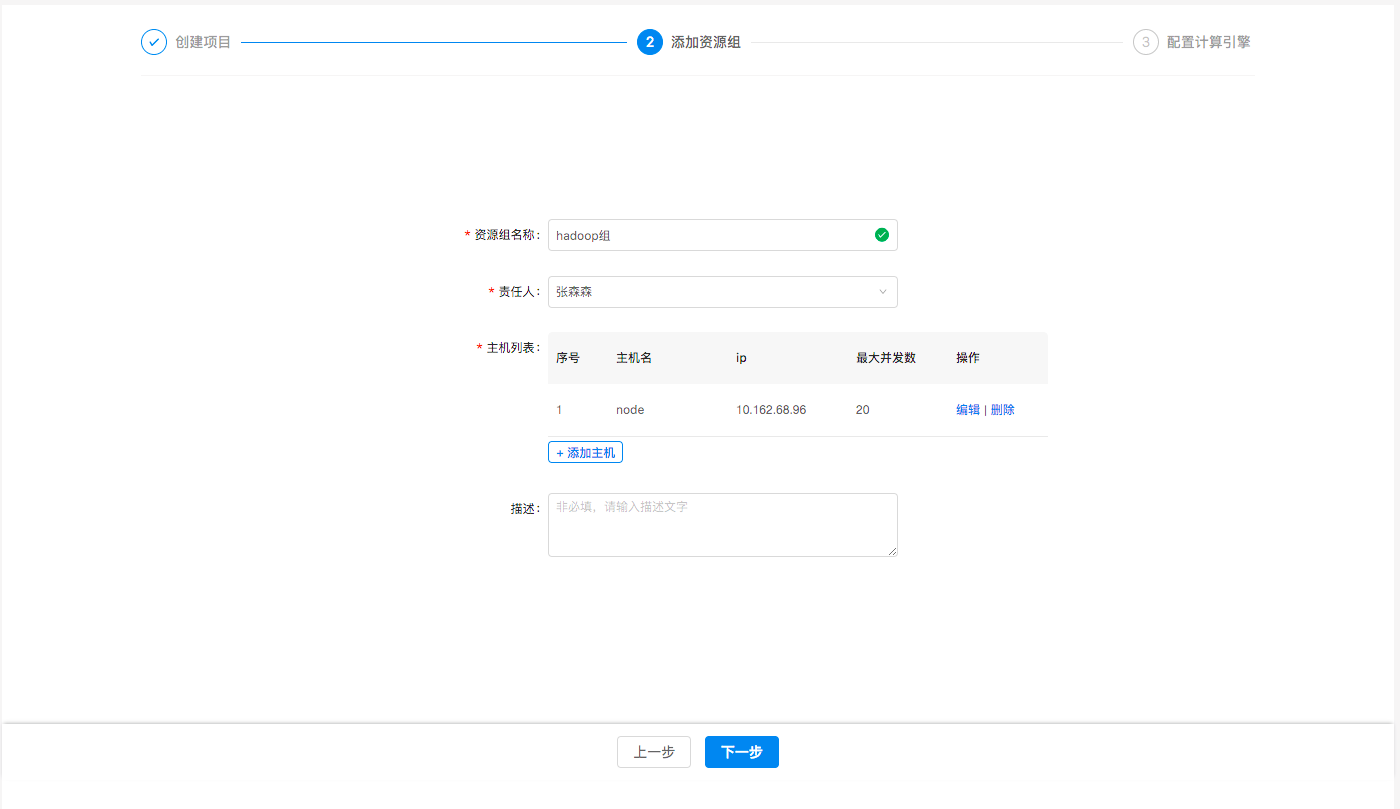 创建项目
2 添加资源组
3 配置计算引擎
* 资源组名称: hadoop组
* 责任人: 张森森
* 主机列表: 序号 主机名 ip 最大并发数 操作
1 node 10.162.68.96 20 编辑 | 删除
+ 添加主机
描述: 非必填，请输入描述文字
上一步 下一步